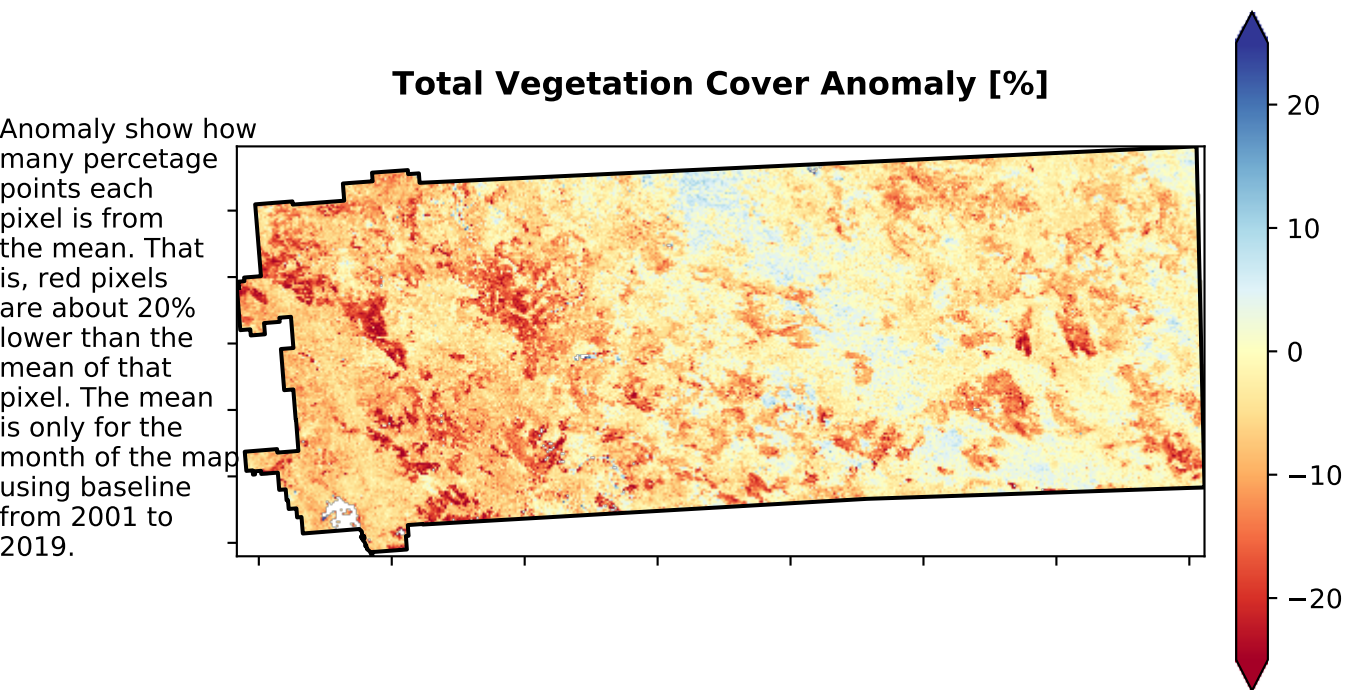 Total Vegetation Cover Anomaly [%]
Anomaly show how
many percetage
points each
pixel is from
the mean. That
is, red pixels
are about 20%
lower than the
mean of that
pixel. The mean
is only for the
month of the map
using baseline
from 2001 to
2019.
20
10
0
−10
−20